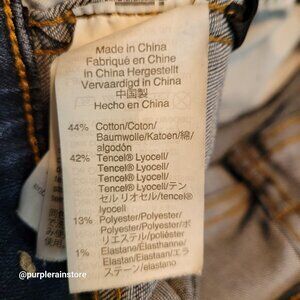 Made in China
Fabriqué en Chine
in China Hergestellt
Vervaardigd in China
中国製
Hecho en China
44% Cotton/Coton/
Baumwolle/Katoen/綿/
algodón
42% Tencel® Lyocell/
Tencel® Lyocell/
Tencel® Lyocell/
Tencel® Lyocell/テン
セル リオセル/tencel®
lyocell
13% Polyester/Polyester/
Polyester/Polyester/ポ
リエステル/poliéster
1% Elastane/Elasthanne/
Elastan/Elastaan/エラ
ステーン/elastano
@purplerainstore